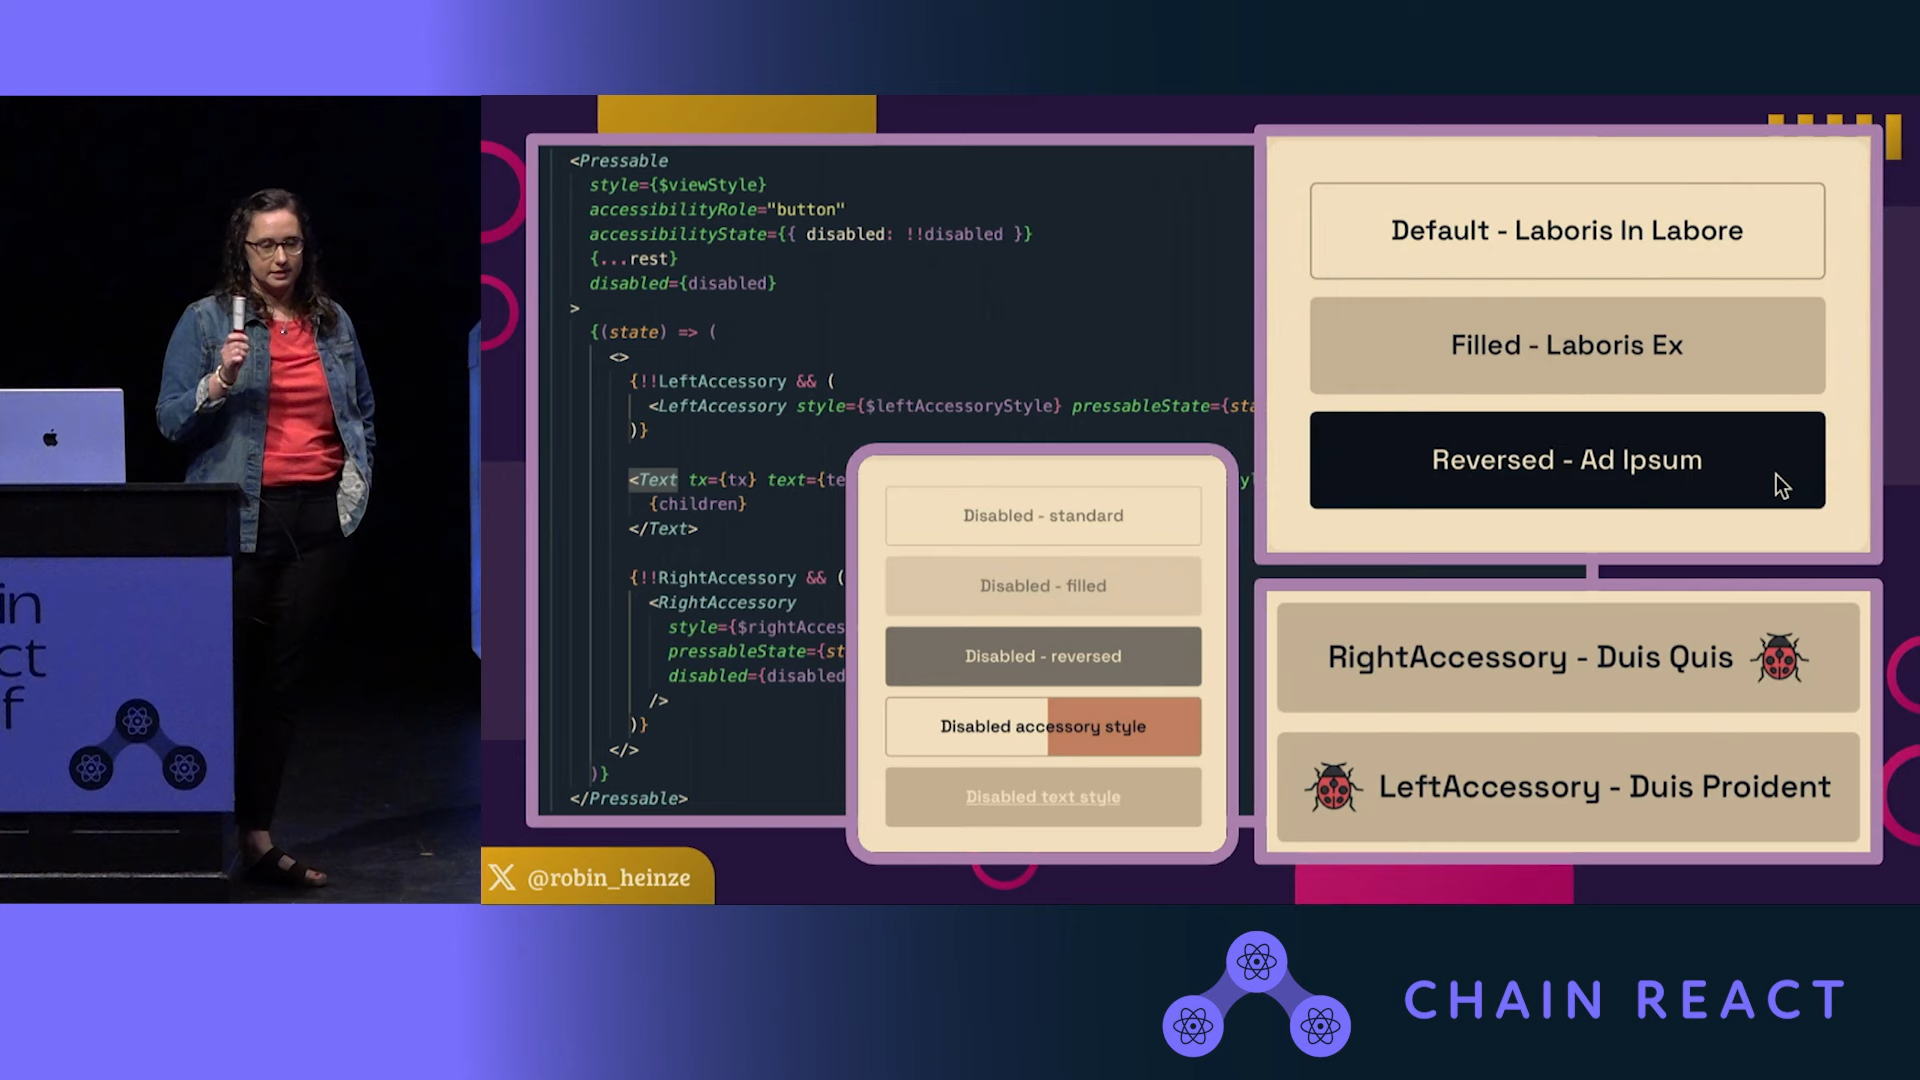 <Pressable
style={$viewStyle}
accessibilityRole="button"
accessibilityState={{ disabled: !!disabled }}
{...rest}
disabled={disabled}
>
{(state) => (
<>
{!!LeftAccessory && (
<LeftAccessory style={$leftAccessoryStyle} pressableState={sta
)}
<Text tx={tx} text={te
{children}
</Text>
{!!RightAccessory && (
<RightAccessory
style={$rightAcces
pressableState={st
disabled={disabled
/>
)}
</>
)}
</Pressable>
Disabled - standard
Disabled - filled
Disabled - reversed
Disabled accessory style
Disabled text style
Default - Laboris In Labore
Filled - Laboris Ex
Reversed - Ad Ipsum
RightAccessory - Duis Quis
LeftAccessory - Duis Proident
in
ct
f
X @robin_heinze
CHAIN REACT